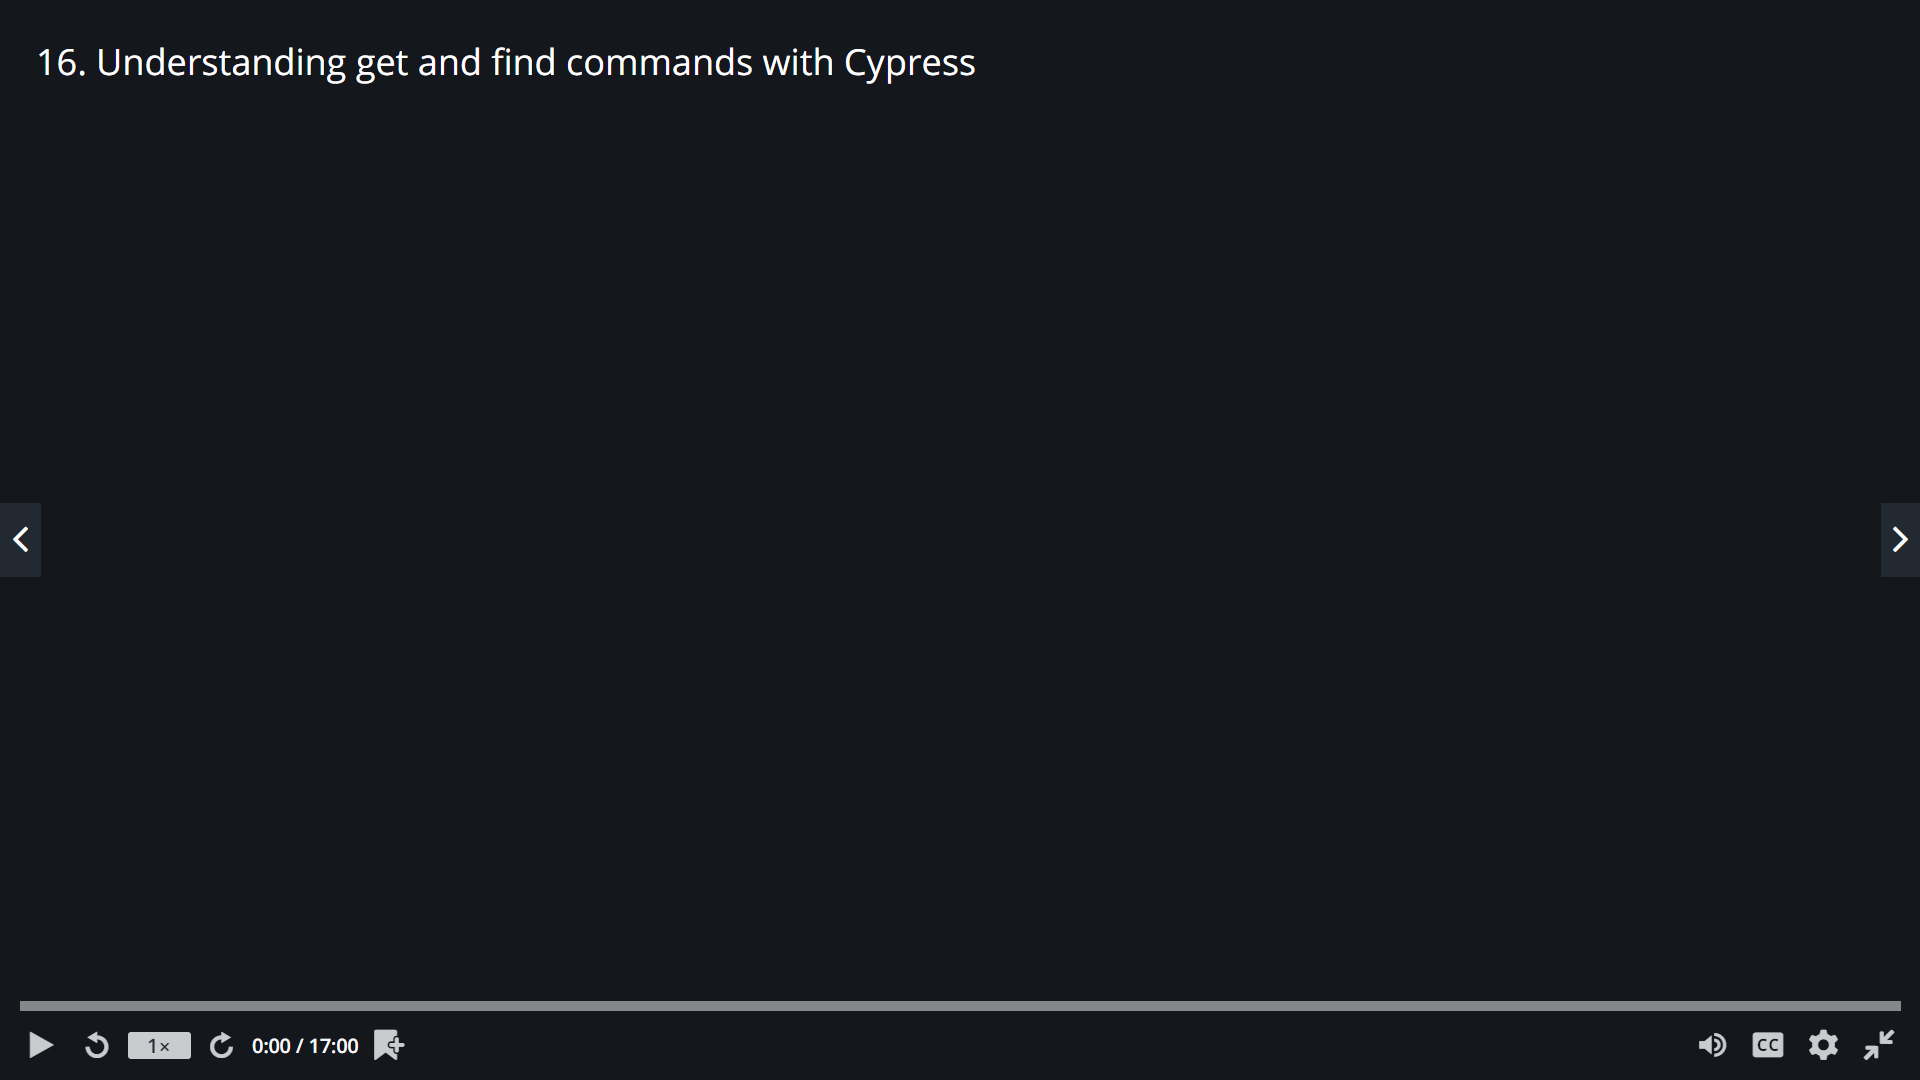 16. Understanding get and find commands with Cypress
1×
0:00 / 17:00
CC